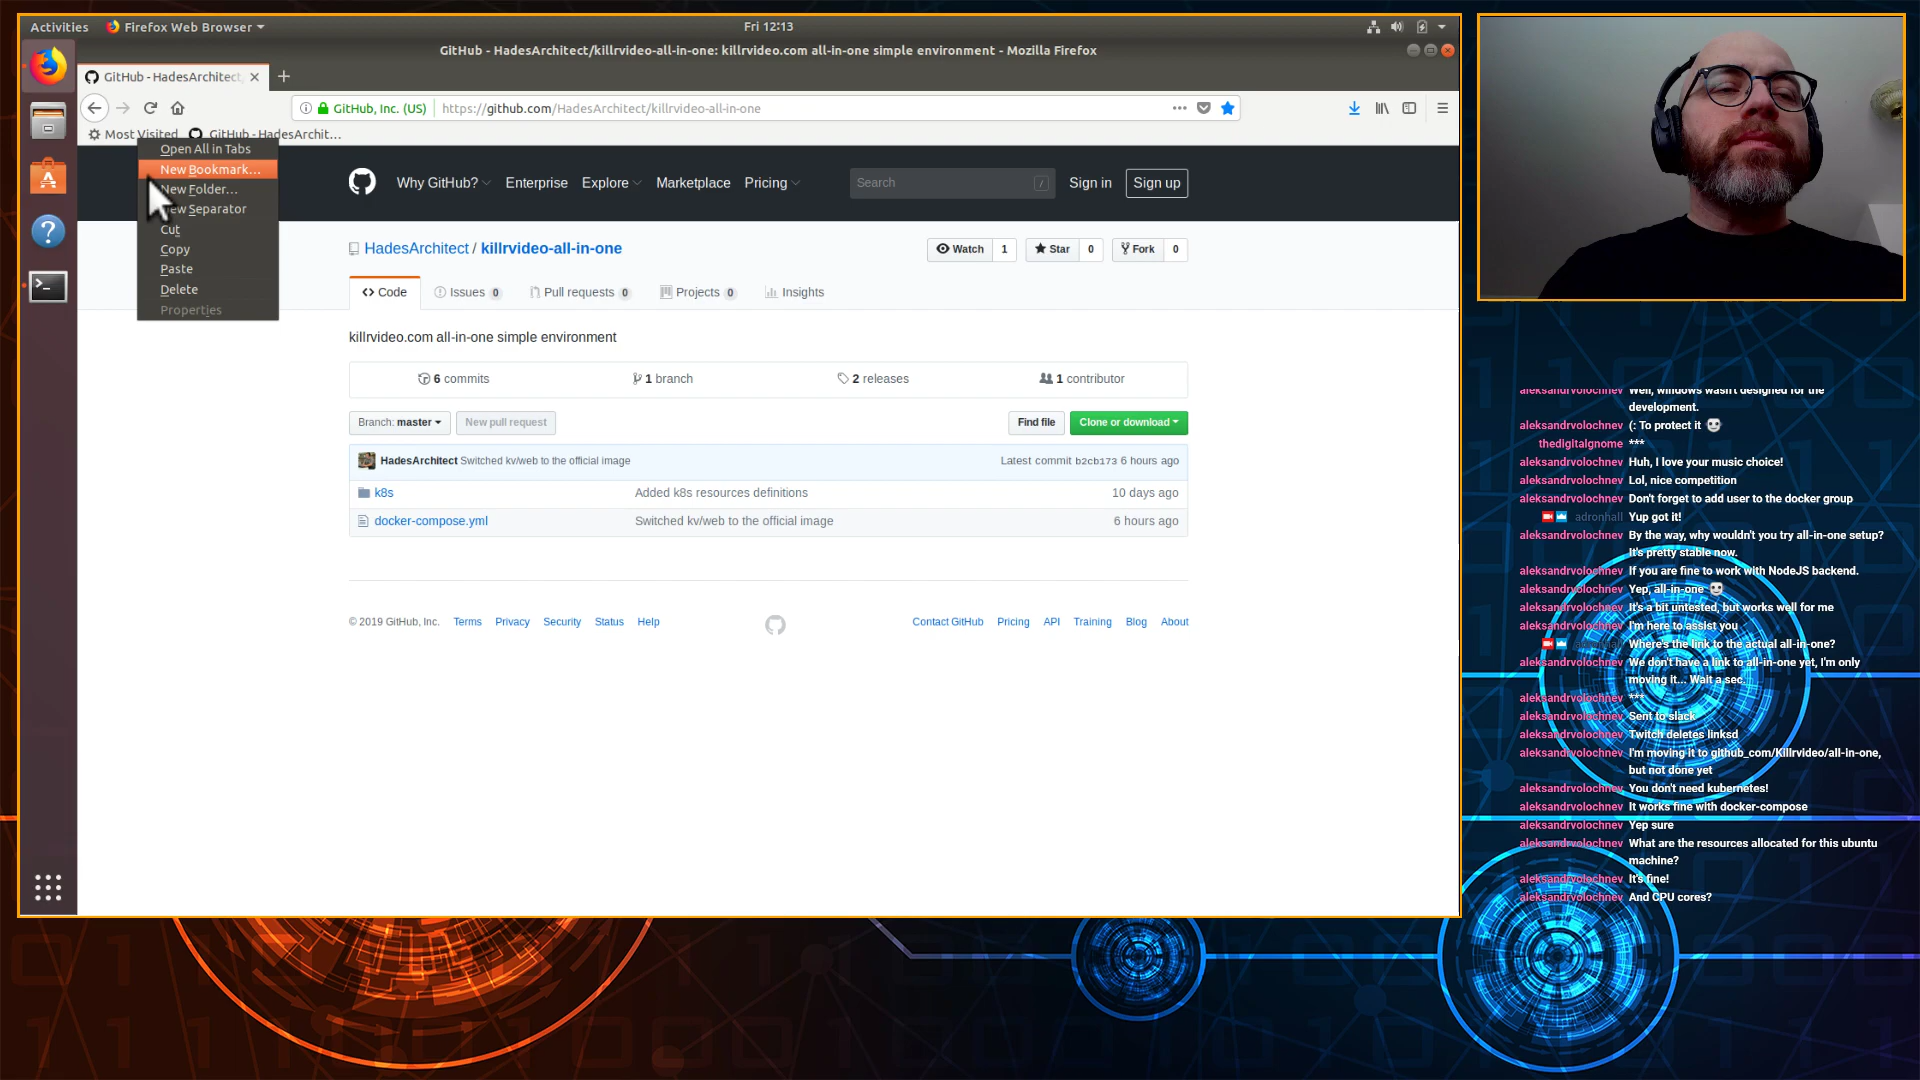 Activities Firefox Web Browser Fri 12:13
GitHub - HadesArchitect/killrvideo-all-in-one: killrvideo.com all-in-one simple environment - Mozilla Firefox
GitHub - HadesArchitect
GitHub, Inc. (US) https://github.com/HadesArchitect/killrvideo-all-in-one
Most Visited GitHub - HadesArchit...
Open All in Tabs
New Bookmark...
New Folder...
New Separator
Cut
Copy
Paste
Delete
Properties
Why GitHub? Enterprise Explore Marketplace Pricing Search / Sign in Sign up
HadesArchitect / killrvideo-all-in-one Watch 1 Star 0 Fork 0
Code Issues 0 Pull requests 0 Projects 0 Insights
killrvideo.com all-in-one simple environment
6 commits 1 branch 2 releases 1 contributor
Branch: master New pull request Find file Clone or download
HadesArchitect Switched kv/web to the official image Latest commit b2cb173 6 hours ago
k8s Added k8s resources definitions 10 days ago
docker-compose.yml Switched kv/web to the official image 6 hours ago
© 2019 GitHub, Inc. Terms Privacy Security Status Help Contact GitHub Pricing API Training Blog About
aleksandrvolochnev Well, windows wasn't designed for the
development.
aleksandrvolochnev (: To protect it
thedigitalgnome ***
aleksandrvolochnev Huh, I love your music choice!
aleksandrvolochnev Lol, nice competition
aleksandrvolochnev Don't forget to add user to the docker group
adronhall Yup got it!
aleksandrvolochnev By the way, why wouldn't you try all-in-one setup?
It's pretty stable now.
aleksandrvolochnev If you are fine to work with NodeJS backend.
aleksandrvolochnev Yep, all-in-one
aleksandrvolochnev It's a bit untested, but works well for me
aleksandrvolochnev I'm here to assist you
adronhall Where's the link to the actual all-in-one?
aleksandrvolochnev We don't have a link to all-in-one yet, I'm only
moving it... Wait a sec.
aleksandrvolochnev ***
aleksandrvolochnev Sent to slack
aleksandrvolochnev Twitch deletes linksd
aleksandrvolochnev I'm moving it to github_com/Killrvideo/all-in-one,
but not done yet
aleksandrvolochnev You don't need kubernetes!
aleksandrvolochnev It works fine with docker-compose
aleksandrvolochnev Yep sure
aleksandrvolochnev What are the resources allocated for this ubuntu
machine?
aleksandrvolochnev It's fine!
aleksandrvolochnev And CPU cores?